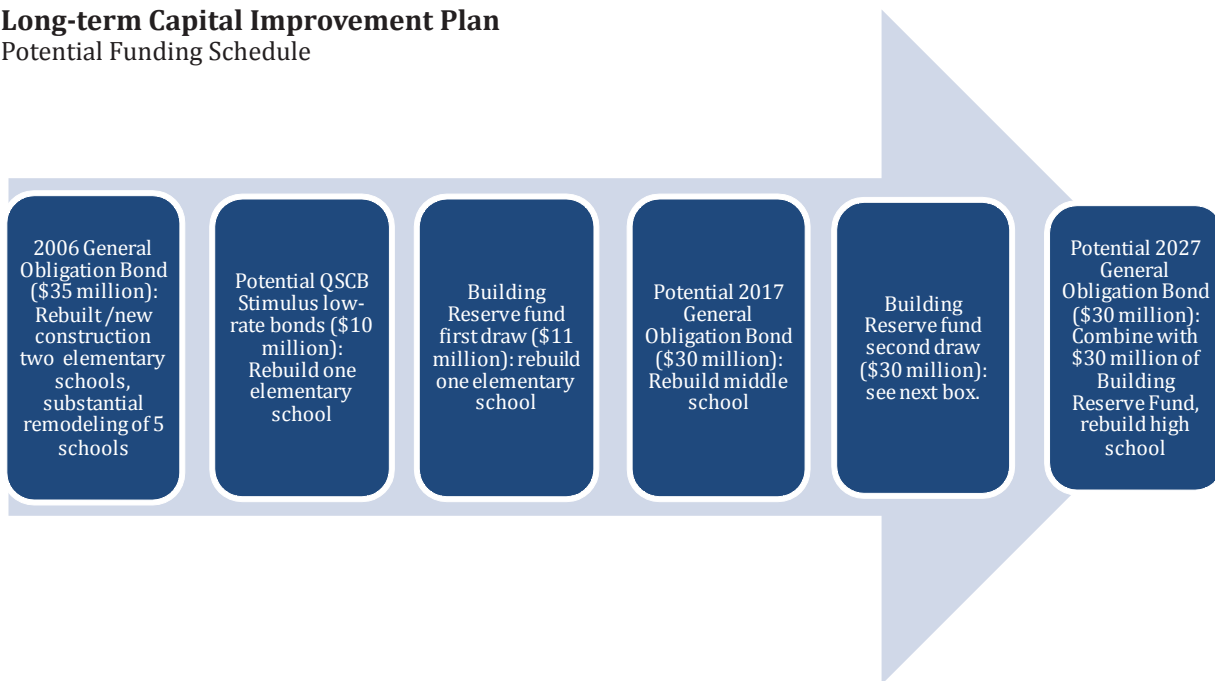 Long-term Capital Improvement Plan
Potential Funding Schedule
2006 General
Obligation Bond
($35 million):
Rebuilt /new
construction
two elementary
schools,
substantial
remodeling of 5
schools
Potential QSCB
Stimulus low-
rate bonds ($10
million):
Rebuild one
elementary
school
Building
Reserve fund
first draw ($11
million): rebuild
one elementary
school
Potential 2017
General
Obligation Bond
($30 million):
Rebuild middle
school
Building
Reserve fund
second draw
($30 million):
see next box.
Potential 2027
General
Obligation Bond
($30 million):
Combine with
$30 million of
Building
Reserve Fund,
rebuild high
school